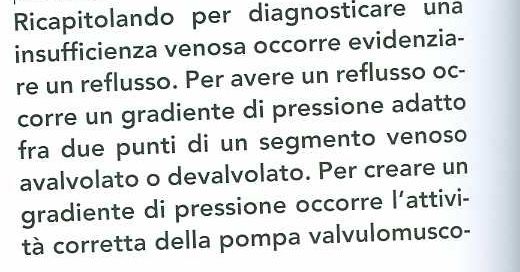 Ricapitolando per diagnosticare una
insufficienza venosa occorre evidenzia-
re un reflusso. Per avere un reflusso oc-
corre un gradiente di pressione adatto
fra due punti di un segmento venoso
avalvolato o devalvolato. Per creare un
gradiente di pressione occorre l'attivi-
tà corretta della pompa valvulomusco-